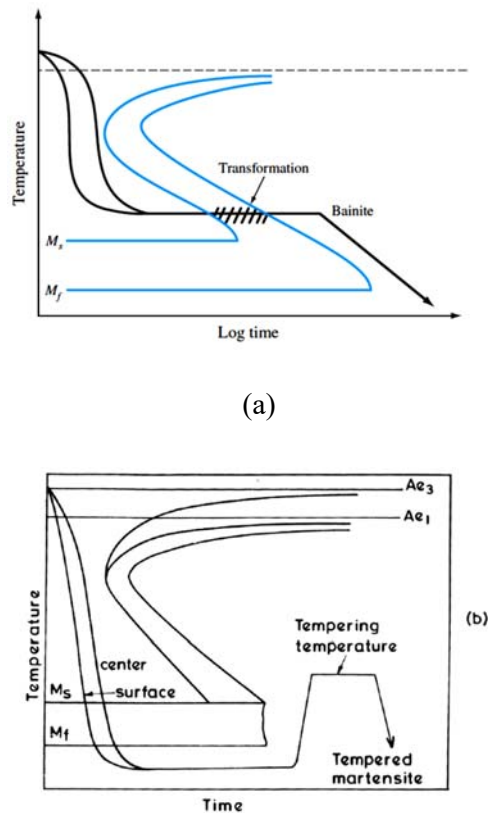 Temperature
Transformation
Bainite
Ms
Mf
Log time
(a)
Ae3
Ae1
Temperature
Tempering
temperature
(b)
center
Ms
surface
Mf
Tempered
martensite
Time